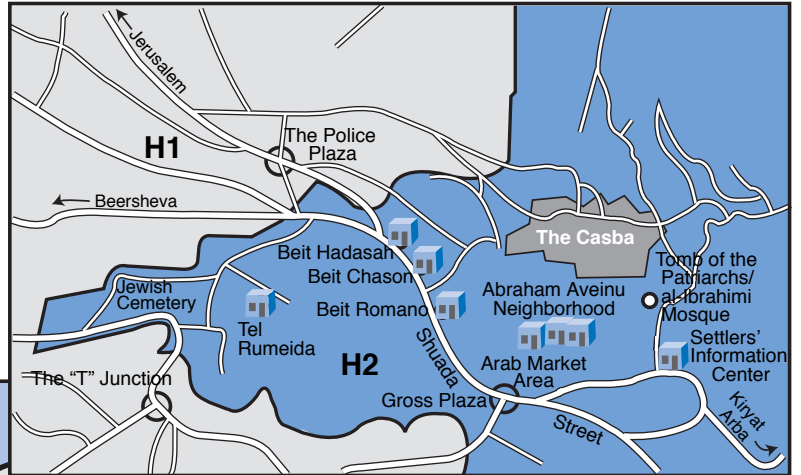 Jerusalem
The Police
Plaza
H1
Beersheva
The Casba
Beit Hadasah
Beit Chason
Tomb of the
Patriarchs/
al-Ibrahimi
Mosque
Jewish
Cemetery
Abraham Aveinu
Neighborhood
Beit Romano
Tel
Rumeida
Shuada
Settlers'
Information
Center
H2
Arab Market
Area
The "T" Junction
Gross Plaza
Street
Kiryat
Arba